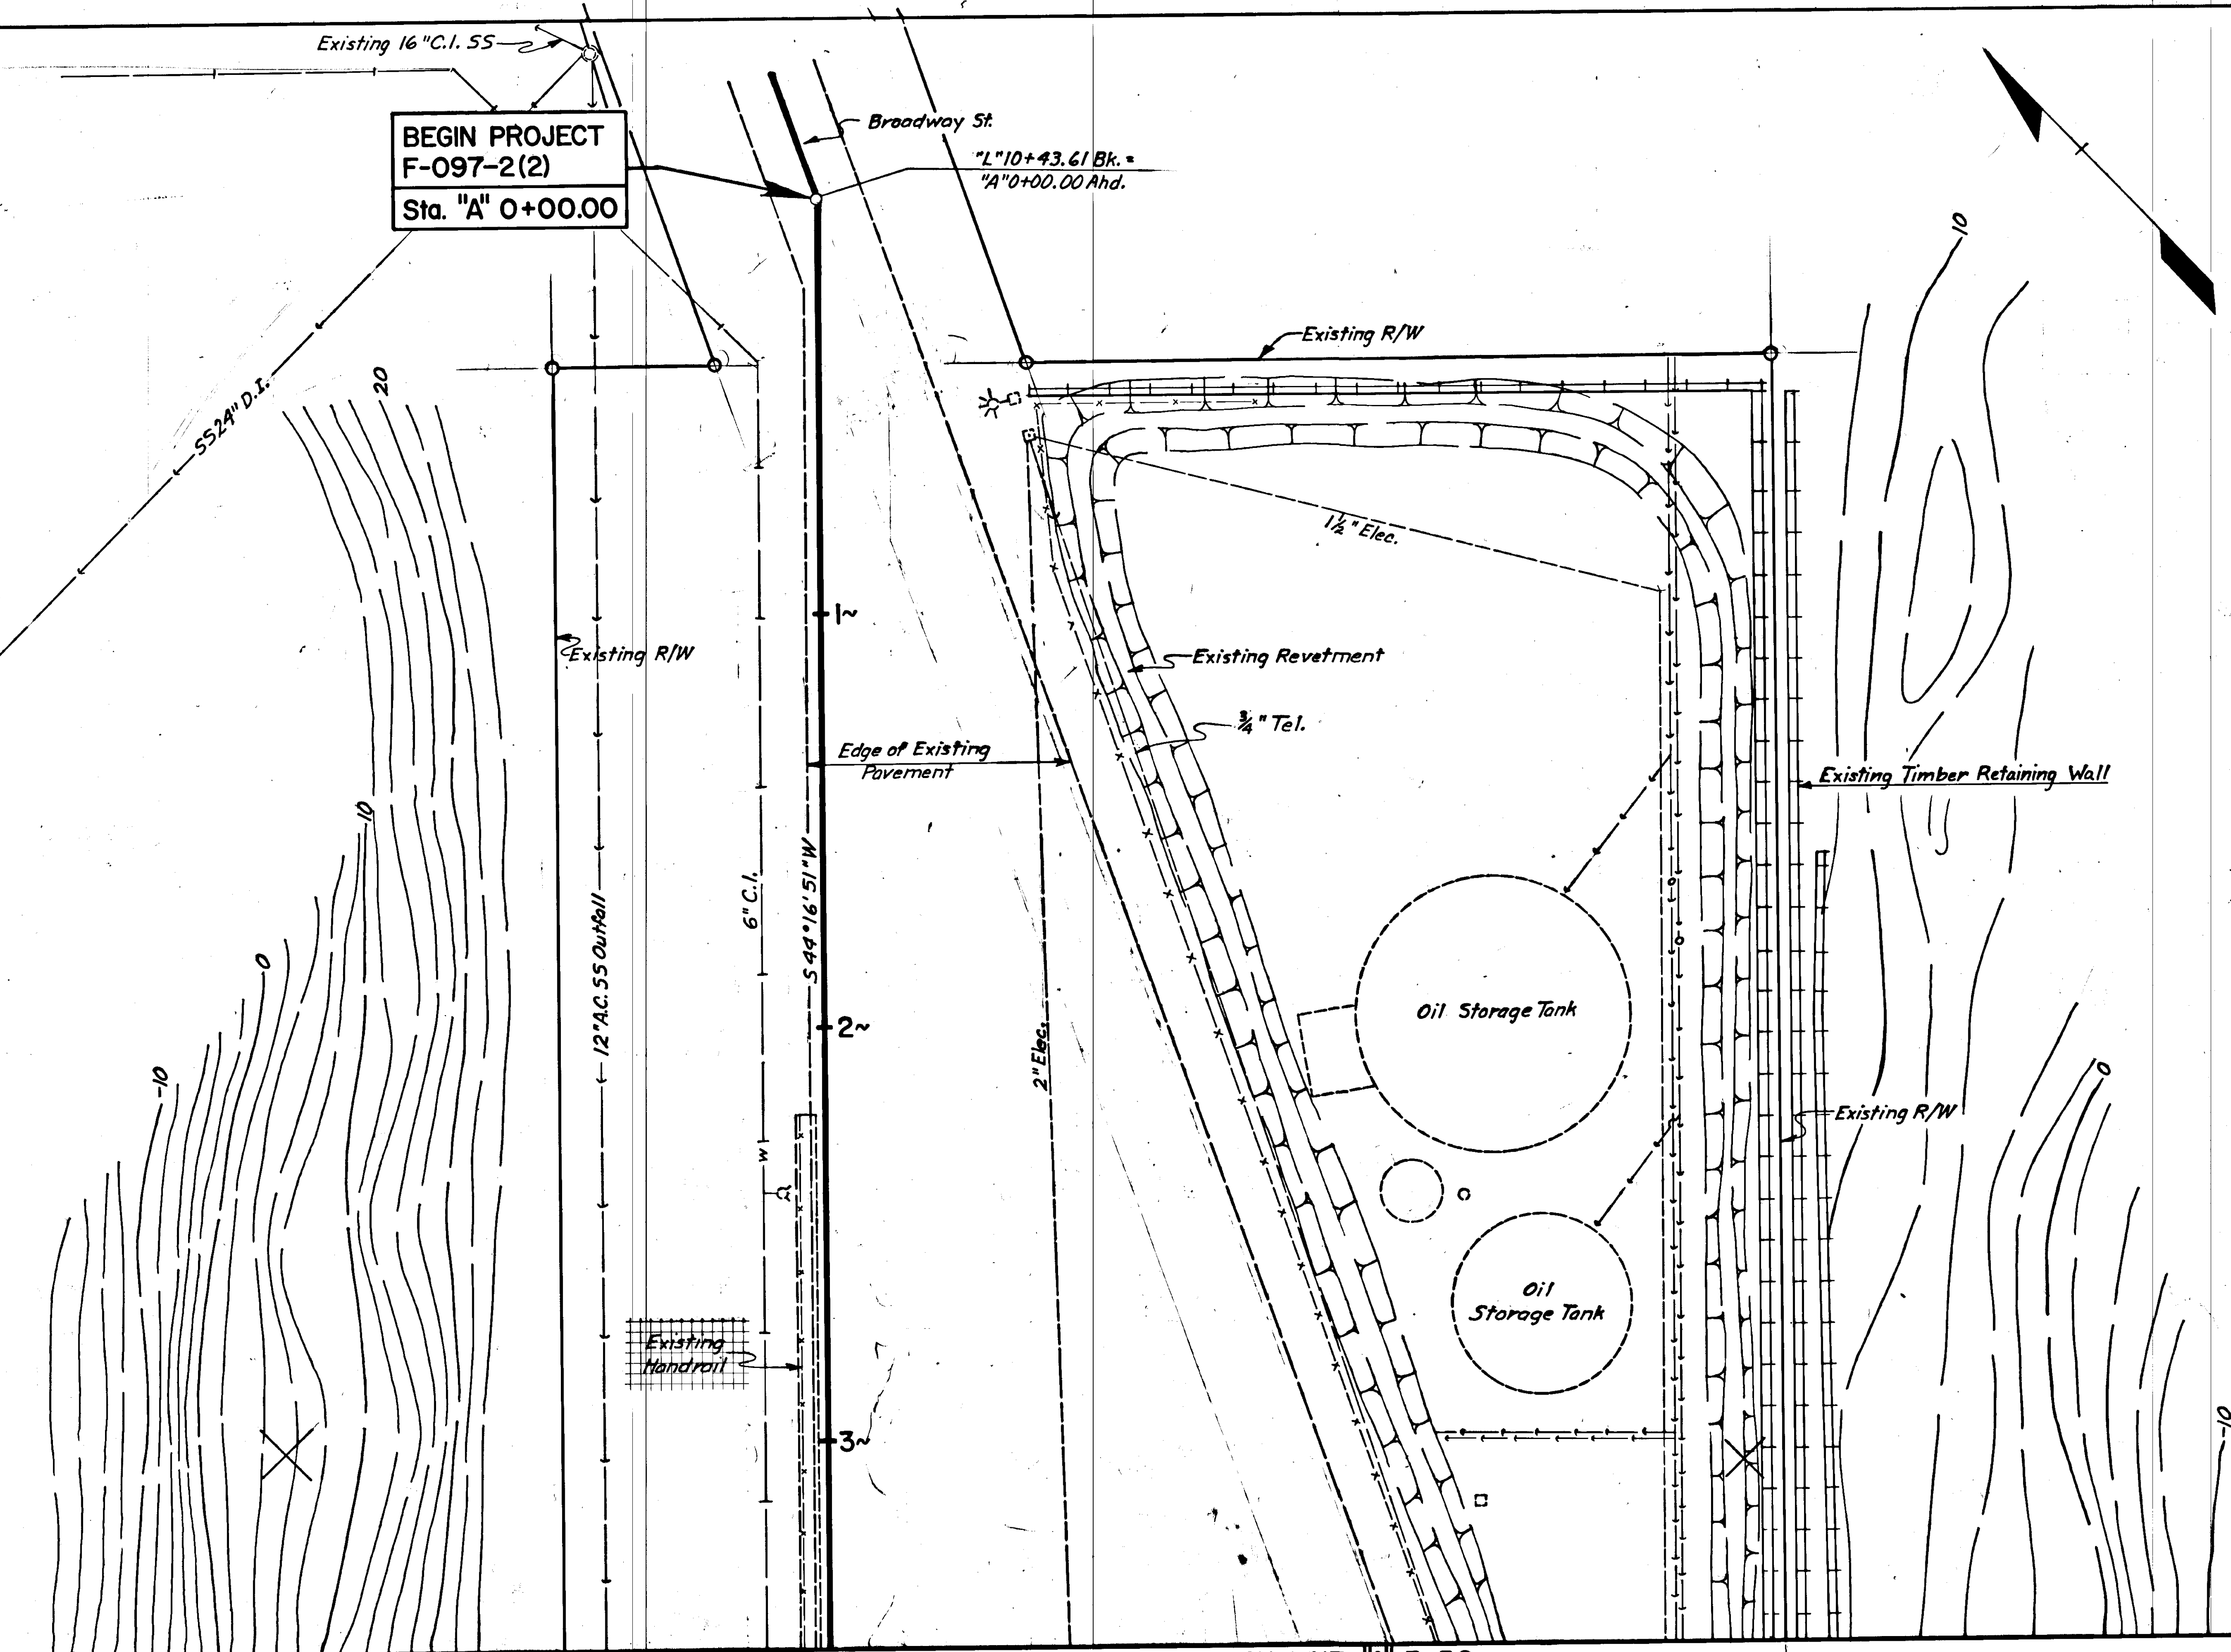 Existing 16"C.I. SS
BEGIN PROJECT
F-097-2(2)
Sta. "A" 0+00.00
Broadway St.
"L" 10+43.61 Bk. =
"A" 0+00.00 Ahd.
10
Existing R/W
20
SS24" D.I.
1½" Elec.
1~
Existing R/W
Existing Revetment
¾" Tel.
Edge of Existing
Pavement
Existing Timber Retaining Wall
10
6" C.I.
S44°16'51"W
12" A.C. SS Outfall
0
Oil Storage Tank
2~
2" Elec.
-10
0
Existing R/W
W
Oil
Storage Tank
Existing
Handrail
3~
-10